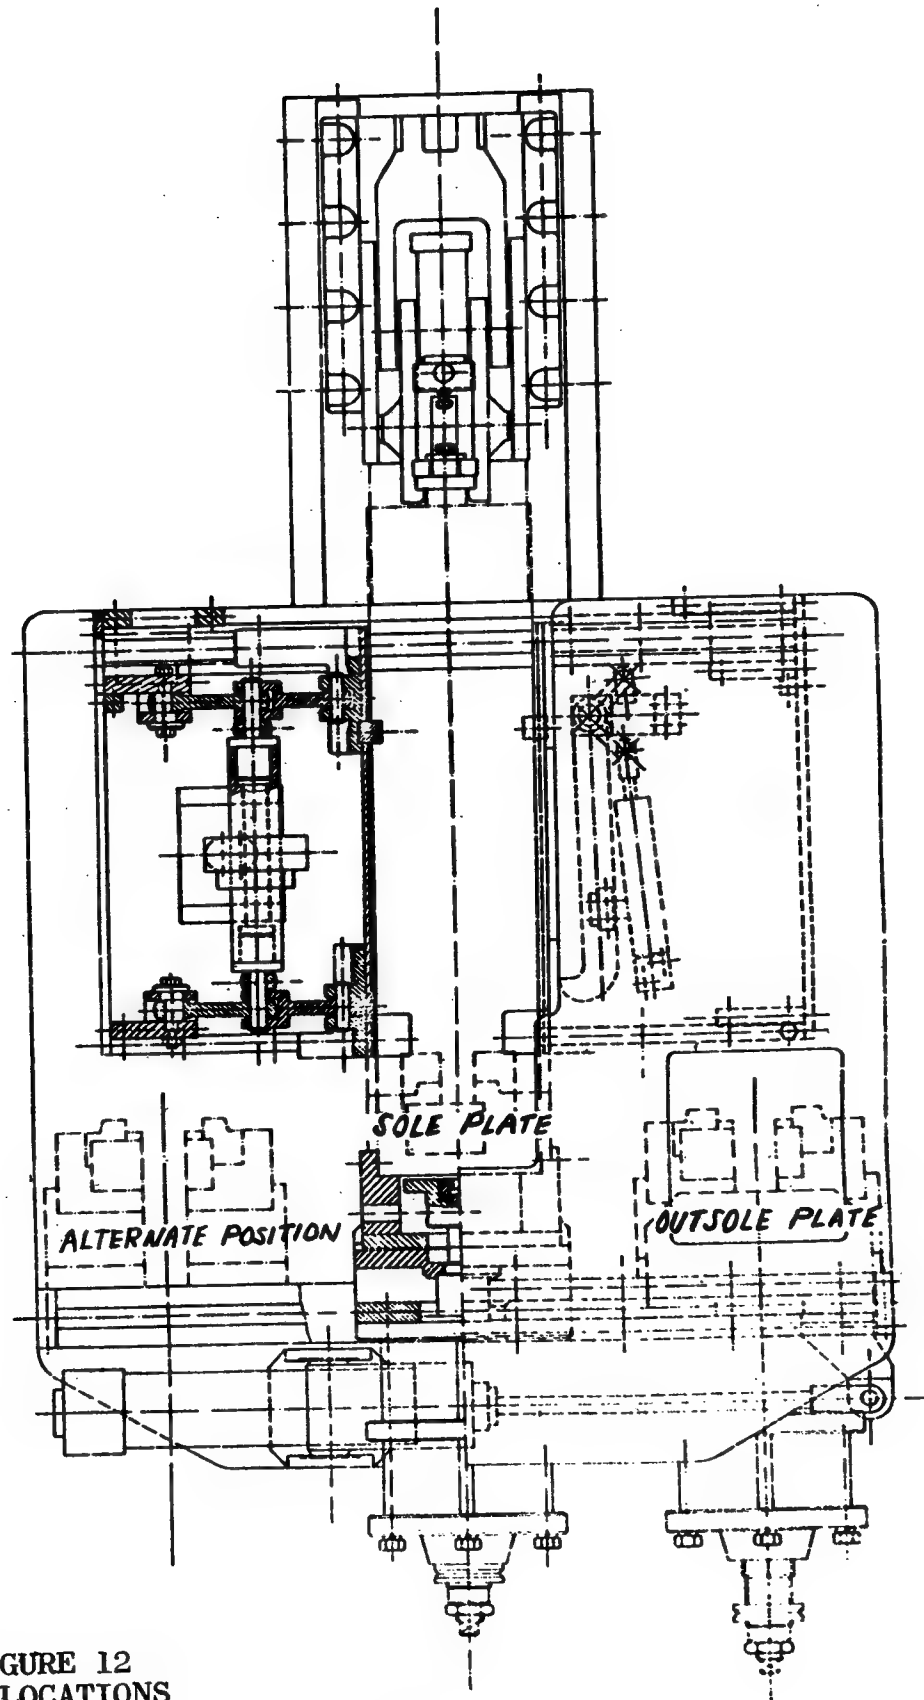 SOLE PLATE
ALTERNATE POSITION
OUTSOLE PLATE
GURE 12
LOCATIONS